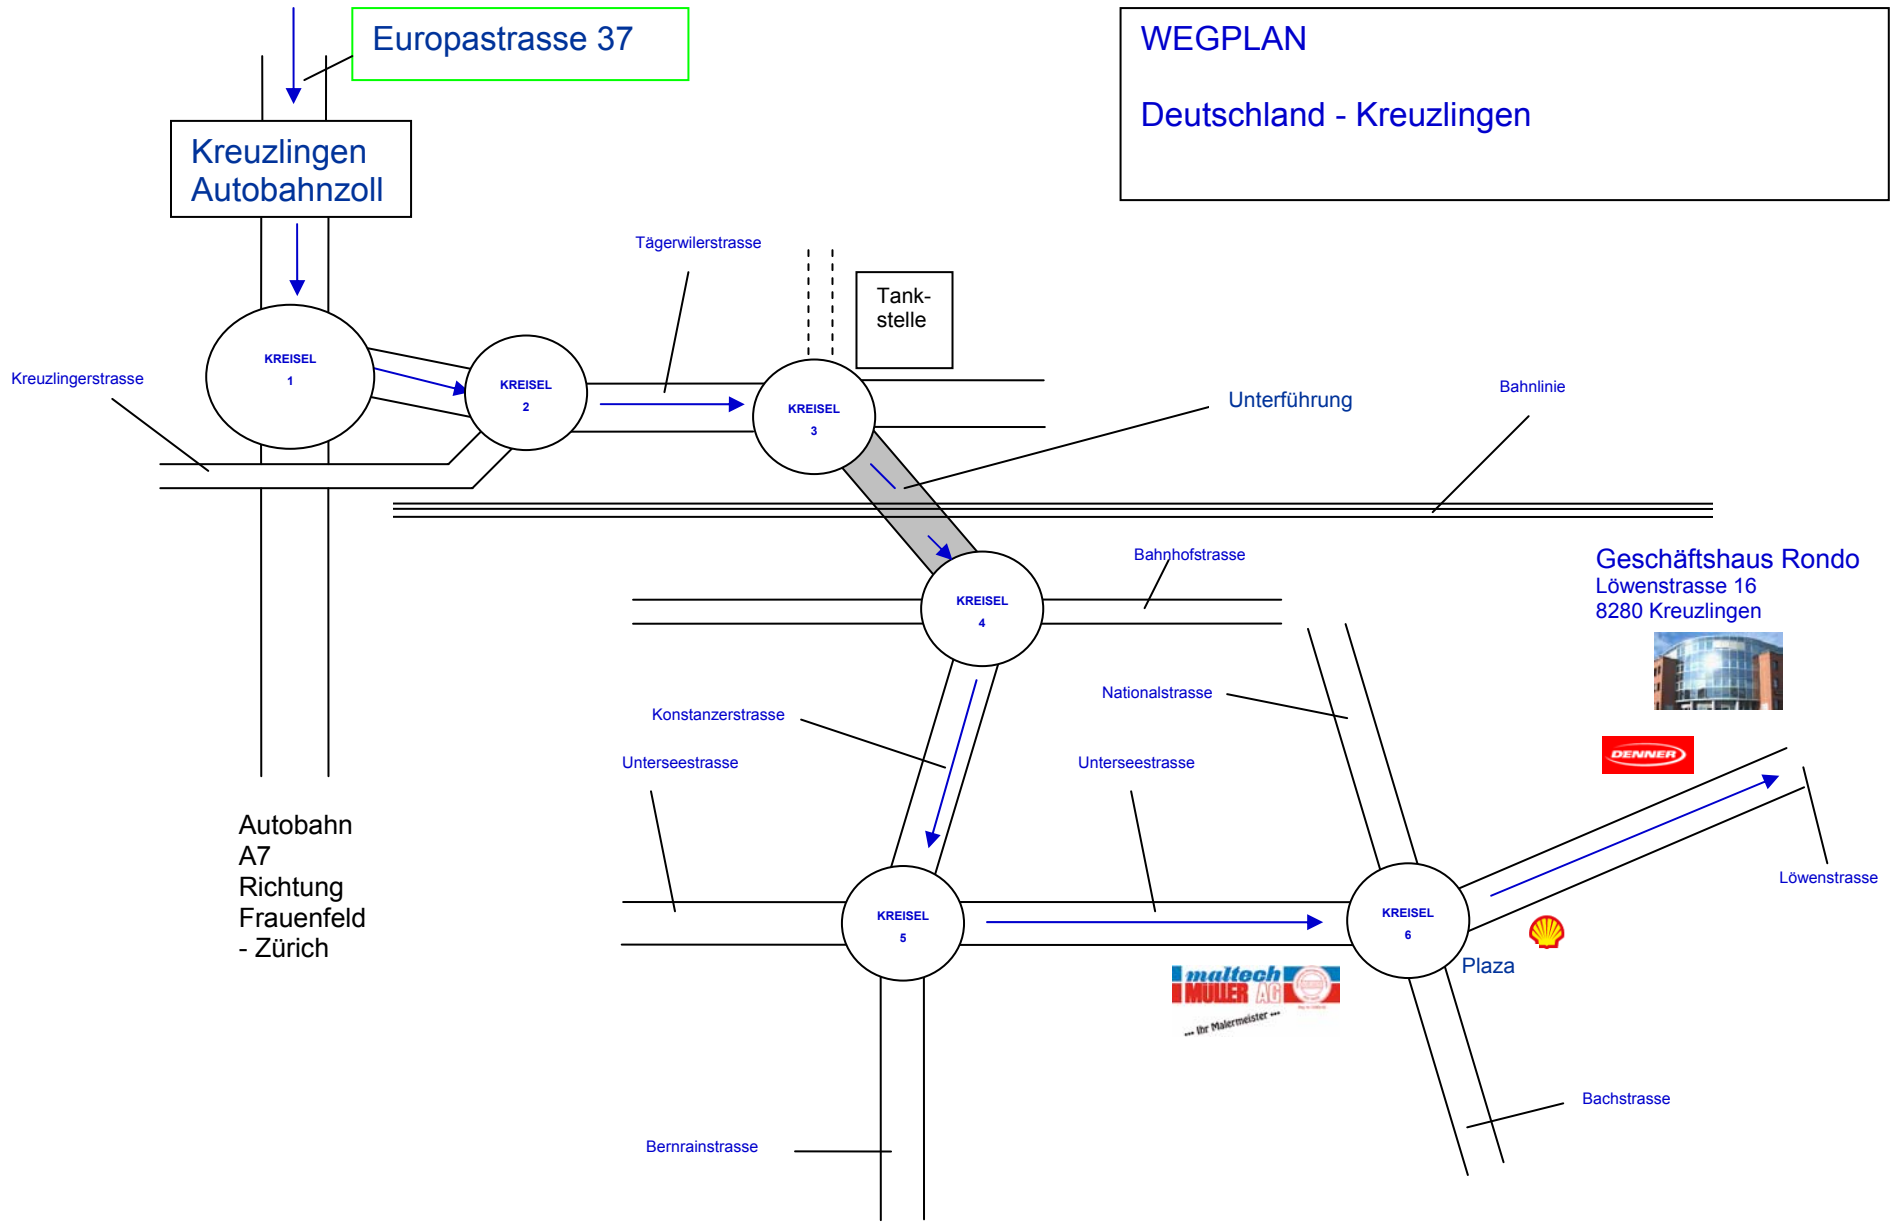 Europastrasse 37
WEGPLAN
Deutschland - Kreuzlingen
Kreuzlingen
Autobahnzoll
Tägerwilerstrasse
Tank-
stelle
KREISEL
1
Kreuzlingerstrasse
KREISEL
2
KREISEL
3
Unterführung
Bahnlinie
Bahnhofstrasse
Geschäftshaus Rondo
Löwenstrasse 16
8280 Kreuzlingen
KREISEL
4
Nationalstrasse
Konstanzerstrasse
Unterseestrasse
Unterseestrasse
DENNER
Autobahn
A7
Richtung
Frauenfeld
- Zürich
Löwenstrasse
KREISEL
5
KREISEL
6
Plaza
maltech
MÜLLER AG
--- Ihr Malermeister ---
Bachstrasse
Bernrainstrasse